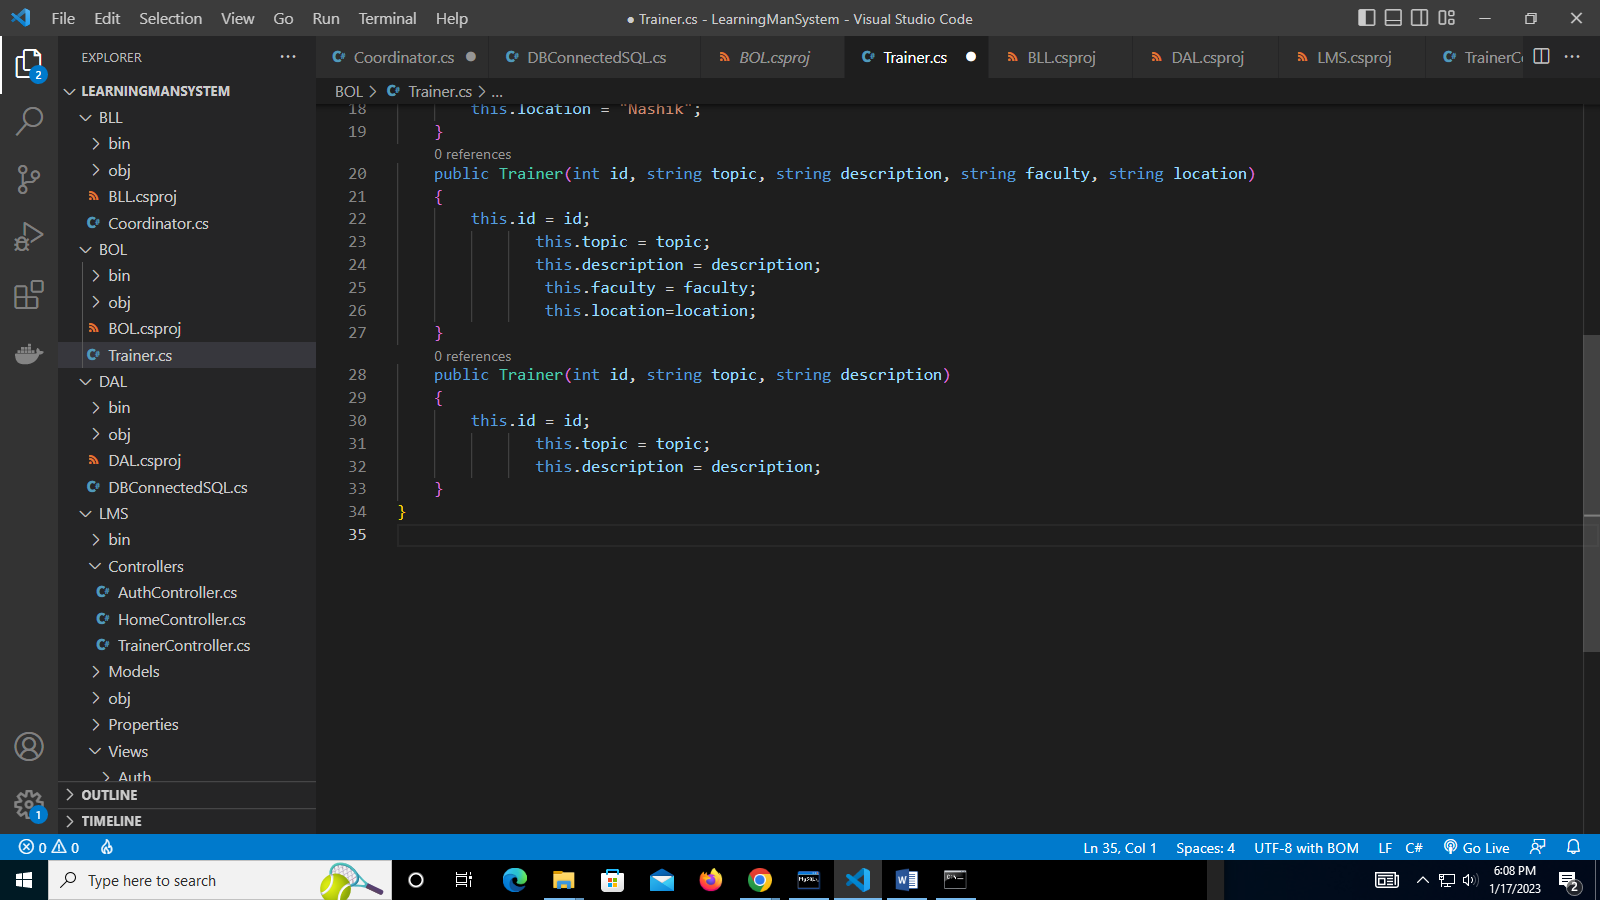 File Edit Selection View Go Run Terminal Help
● Trainer.cs - LearningManSystem - Visual Studio Code
EXPLORER
Coordinator.cs DBConnectedSQL.cs BOL.csproj Trainer.cs BLL.csproj DAL.csproj LMS.csproj TrainerCo
2
LEARNINGMANSYSTEM
BLL
bin
obj
BLL.csproj
Coordinator.cs
BOL
bin
obj
BOL.csproj
Trainer.cs
DAL
bin
obj
DAL.csproj
DBConnectedSQL.cs
LMS
bin
Controllers
AuthController.cs
HomeController.cs
TrainerController.cs
Models
obj
Properties
Views
Auth
OUTLINE
TIMELINE
1
BOL > Trainer.cs > ...
18 this.location = "Nashik";
19 }
0 references
20 public Trainer(int id, string topic, string description, string faculty, string location)
21 {
22 this.id = id;
23 this.topic = topic;
24 this.description = description;
25 this.faculty = faculty;
26 this.location=location;
27 }
0 references
28 public Trainer(int id, string topic, string description)
29 {
30 this.id = id;
31 this.topic = topic;
32 this.description = description;
33 }
34 }
35
0 0 Ln 35, Col 1 Spaces: 4 UTF-8 with BOM LF C# Go Live
Type here to search
MySQL
6:08 PM
1/17/2023
2